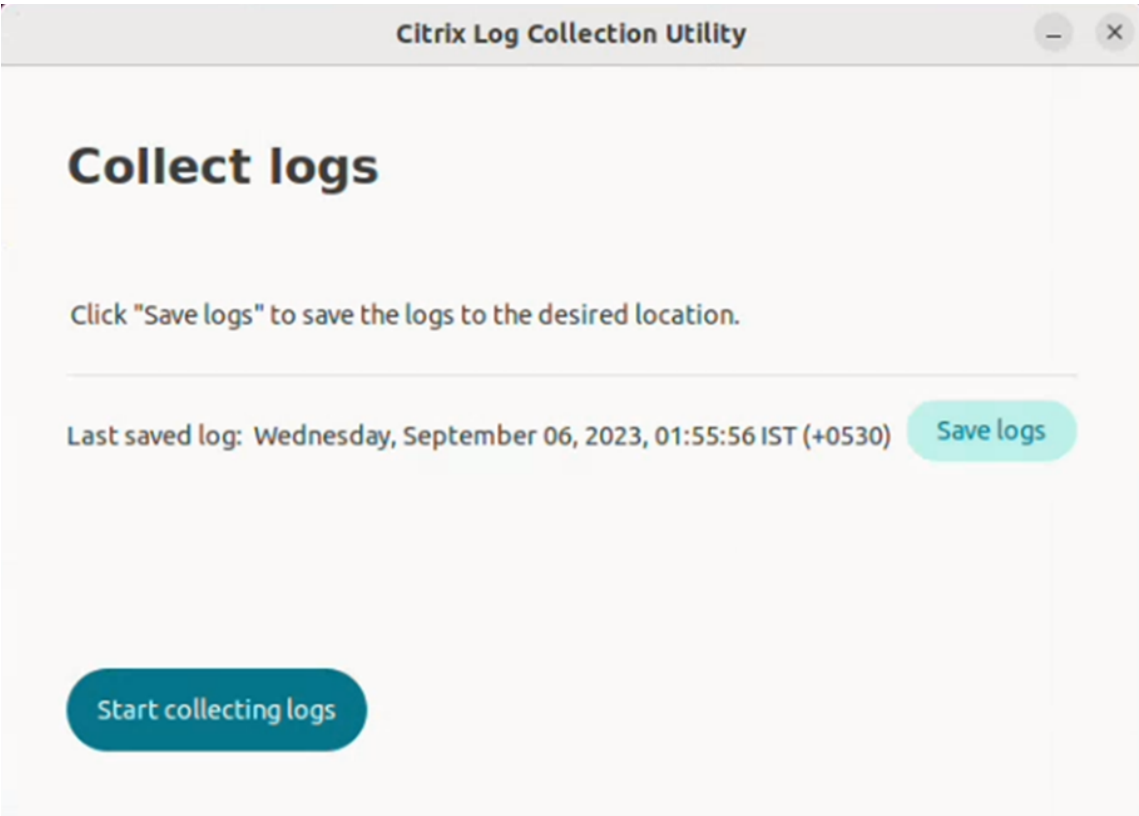 Citrix Log Collection Utility
Collect logs
Click "Save logs" to save the logs to the desired location.
Last saved log: Wednesday, September 06, 2023, 01:55:56 IST (+0530) Save logs
Start collecting logs